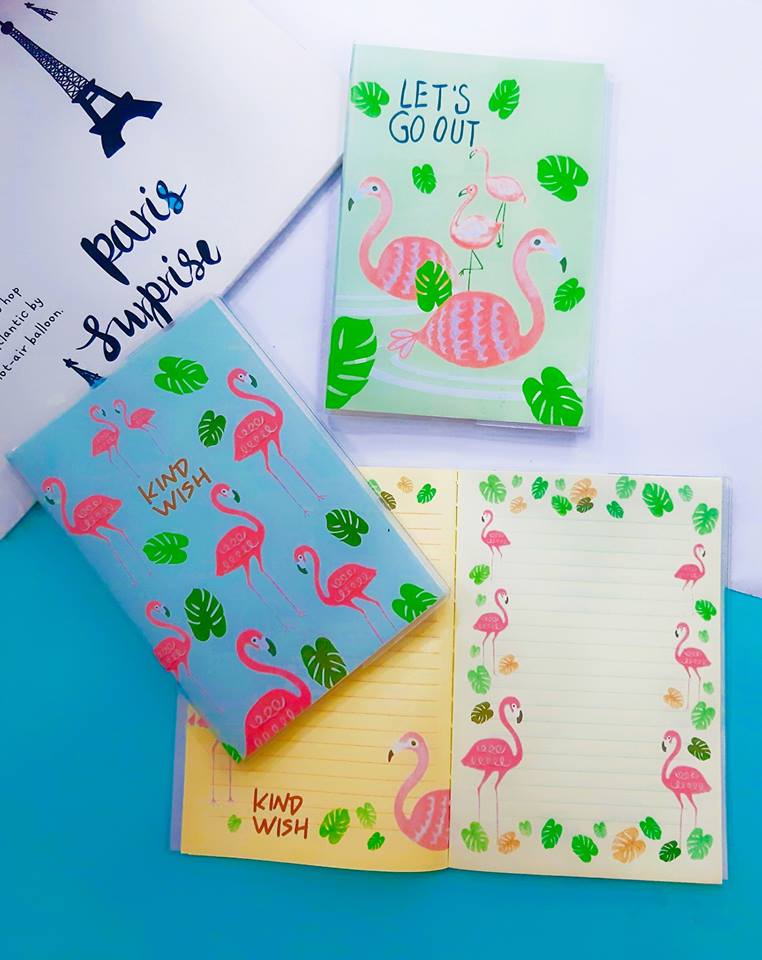 paris
surprise
hop
lantic by
ot-air balloon.
LET'S
GO OUT
KIND
WISH
KIND
WISH